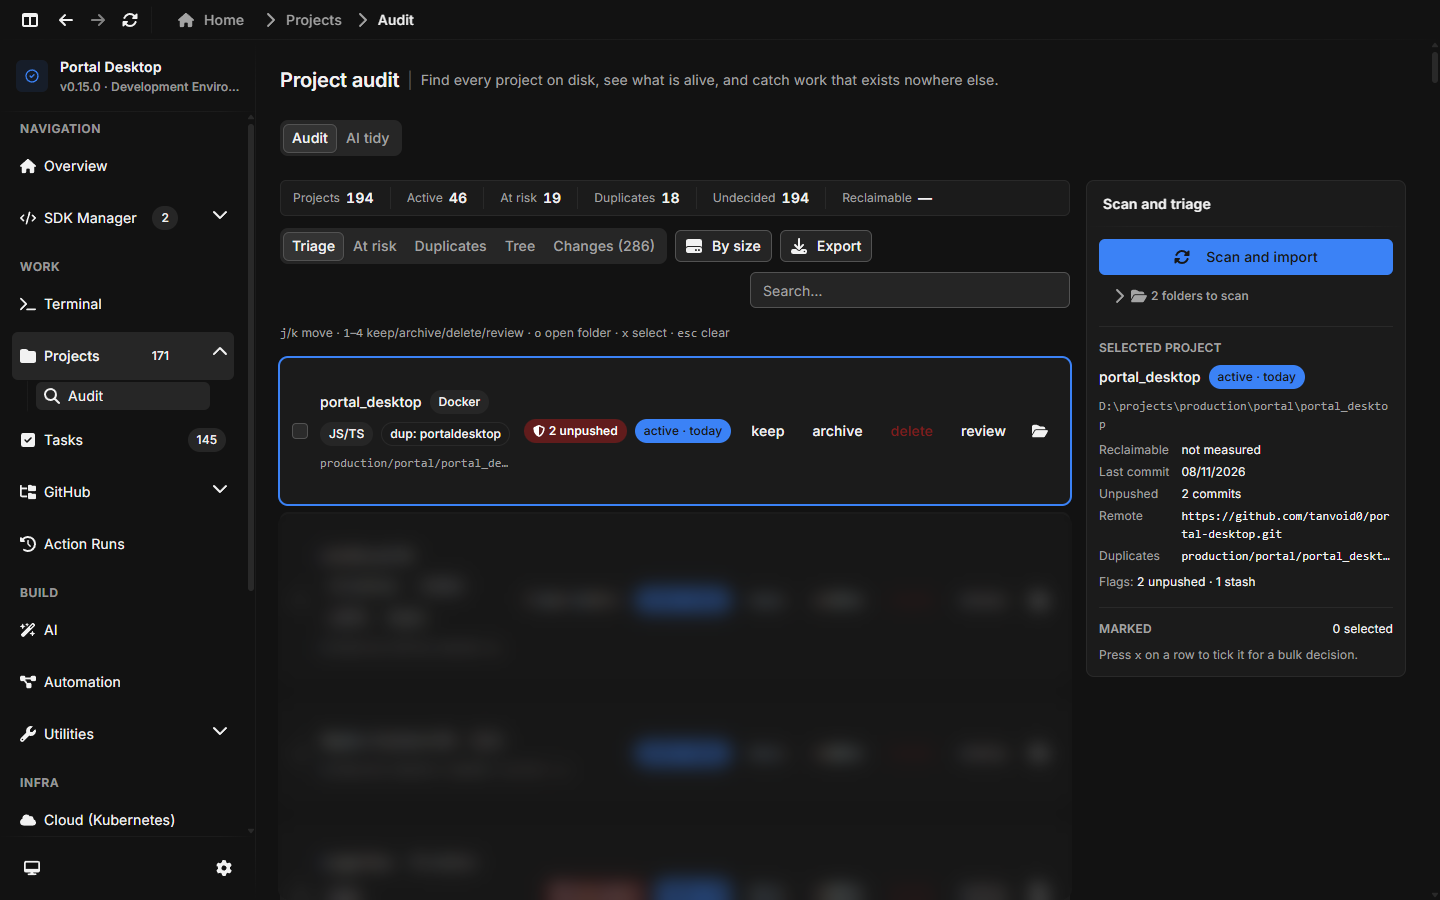 Home Projects Audit
Portal Desktop
v0.15.0 · Development Enviro...
NAVIGATION
Overview
SDK Manager 2
WORK
Terminal
Projects 171
Audit
Tasks 145
GitHub
Action Runs
BUILD
AI
Automation
Utilities
INFRA
Cloud (Kubernetes)
Project audit
Find every project on disk, see what is alive, and catch work that exists nowhere else.
Audit AI tidy
Projects 194 Active 46 At risk 19 Duplicates 18 Undecided 194 Reclaimable —
Triage At risk Duplicates Tree Changes (286) By size Export
Search...
j/k move · 1–4 keep/archive/delete/review · o open folder · x select · esc clear
portal_desktop Docker
JS/TS dup: portaldesktop 2 unpushed active · today keep archive delete review
production/portal/portal_de…
Scan and triage
Scan and import
2 folders to scan
SELECTED PROJECT
portal_desktop active · today
D:\projects\production\portal\portal_deskto
p
Reclaimable not measured
Last commit 08/11/2026
Unpushed 2 commits
Remote https://github.com/tanvoid0/por
tal-desktop.git
Duplicates production/portal/portal_deskt…
Flags: 2 unpushed · 1 stash
MARKED 0 selected
Press x on a row to tick it for a bulk decision.